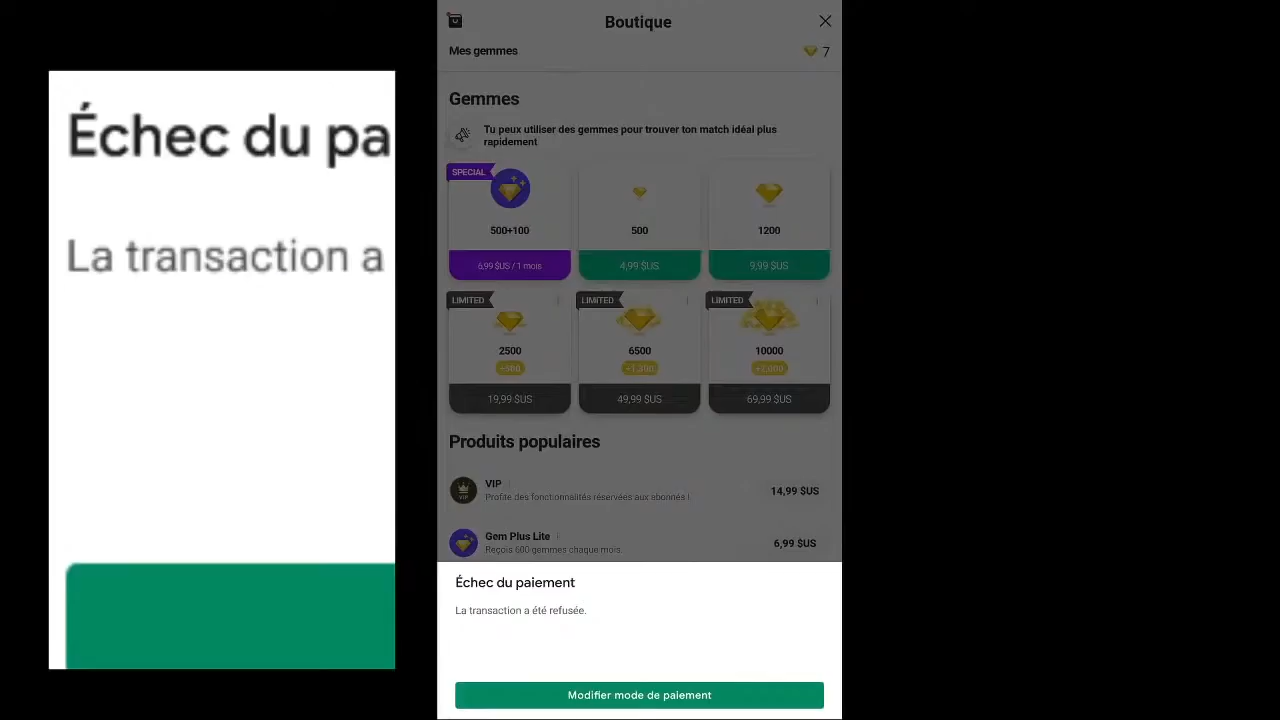 Échec du pa
La transaction a
Boutique
Mes gemmes
7
Gemmes
Tu peux utiliser des gemmes pour trouver ton match idéal plus
rapidement
SPECIAL
500+100
500
1200
6,99 $US / 1 mois
4,99 $US
9,99 $US
LIMITED
LIMITED
LIMITED
2500
6500
10000
+500
19,99 $US
49,99 $US
69,99 $US
Produits populaires
VIP
VIP
14,99 $US
Profite des fonctionnalités réservées aux abonnés !
Gem Plus Lite
6,99 $US
Reçois 600 gemmes chaque mois.
Échec du paiement
La transaction a été refusée.
Modifier mode de paiement